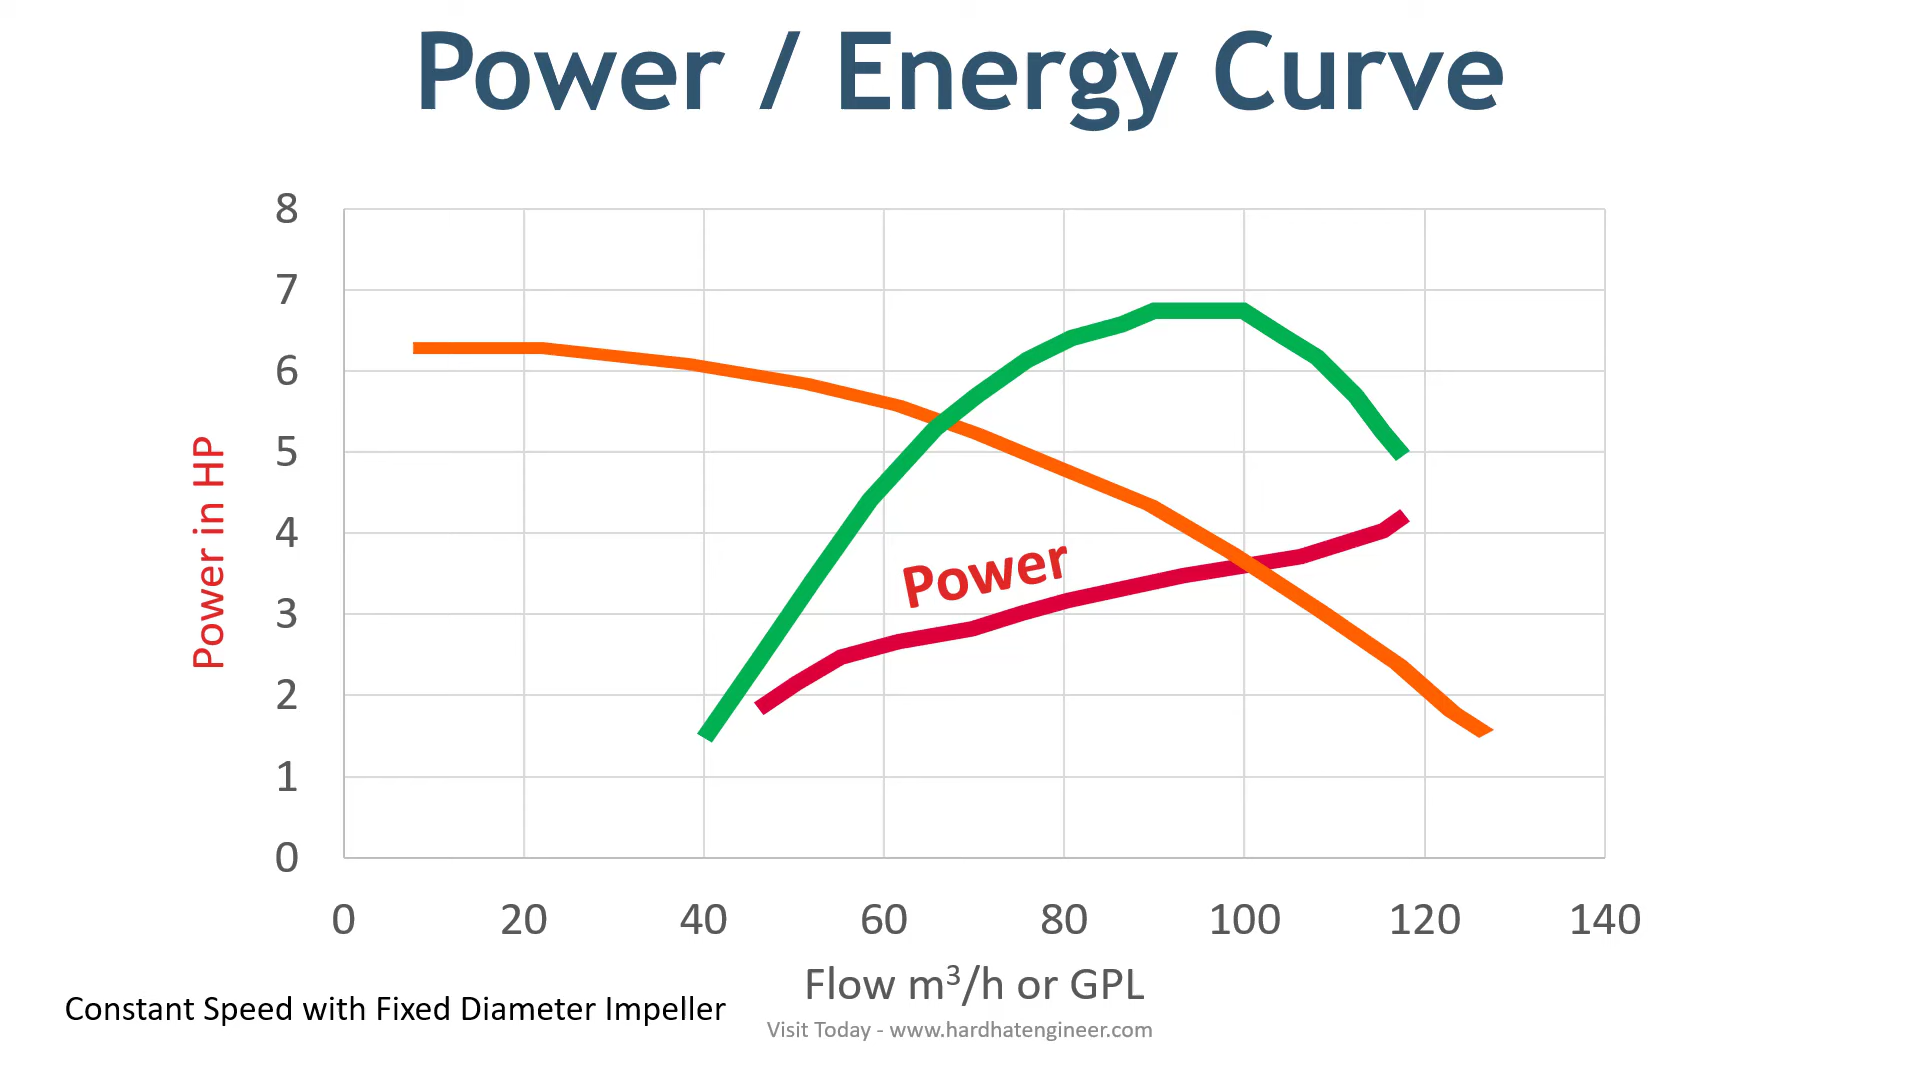 Power / Energy Curve
8
7
6
5
4
3
2
1
0
Power in HP
Power
0 20 40 60 80 100 120 140
Flow m³/h or GPL
Constant Speed with Fixed Diameter Impeller
Visit Today - www.hardhatengineer.com